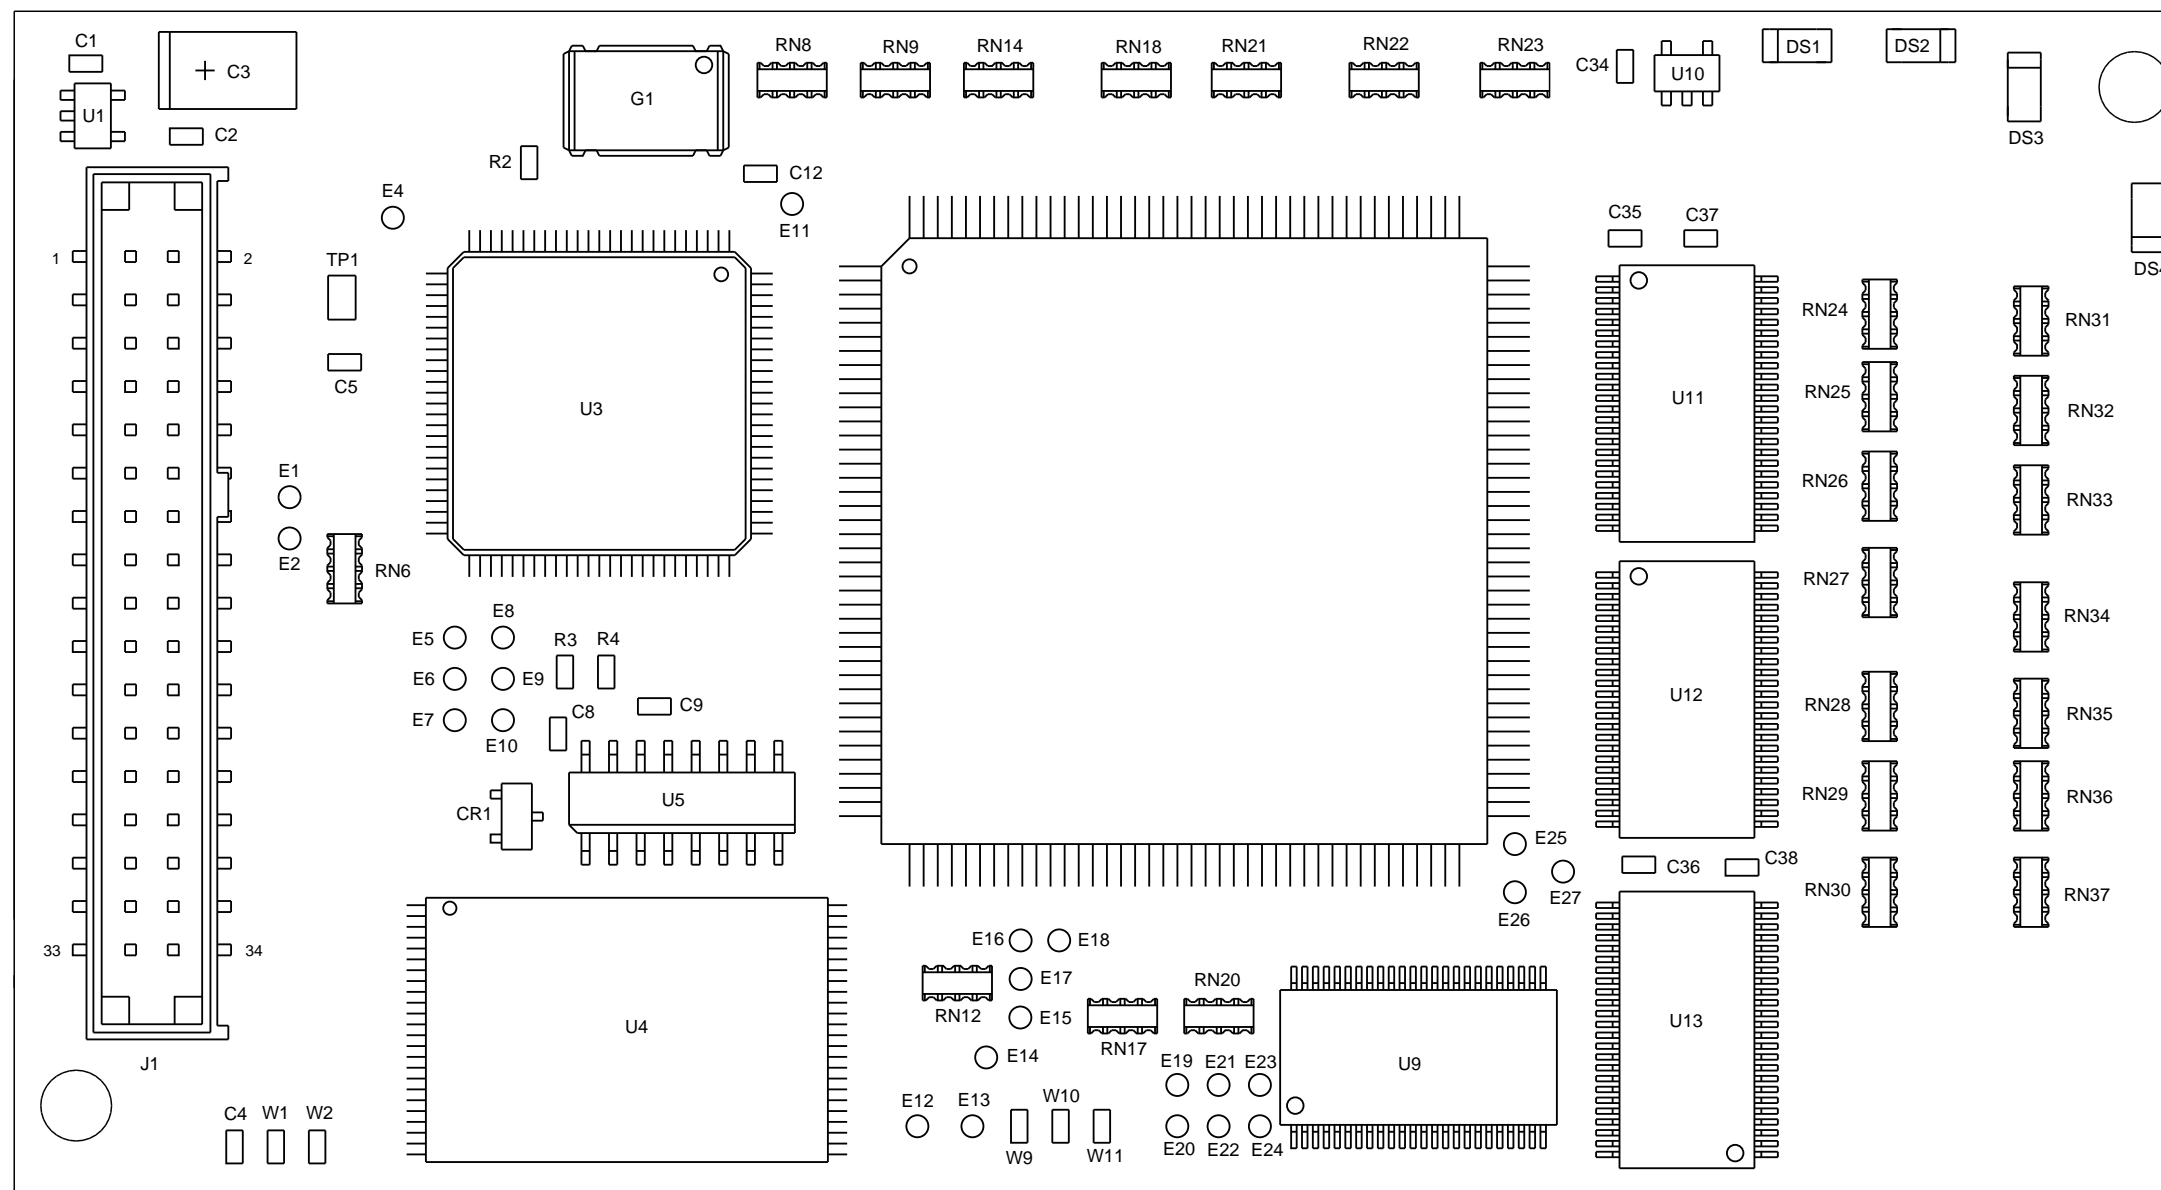 C1
C3
U1
C2
G1
RN8
RN9
RN14
RN18
RN21
RN22
RN23
C34
U10
DS1
DS2
DS3
R2
C12
E4
E11
C35
C37
1
2
TP1
DS4
RN24
RN31
C5
U3
U11
RN25
RN32
E1
RN26
RN33
E2
RN6
RN27
E8
E5
R3
R4
RN34
E6
E9
U12
C8
C9
RN28
RN35
E7
E10
CR1
U5
RN29
RN36
E25
C36
C38
E27
E26
RN30
RN37
33
34
E16
E18
E17
RN20
RN12
E15
U4
U13
RN17
J1
E14
E19
E21
E23
U9
C4
W1
W2
E12
E13
W10
W9
W11
E20
E22
E24